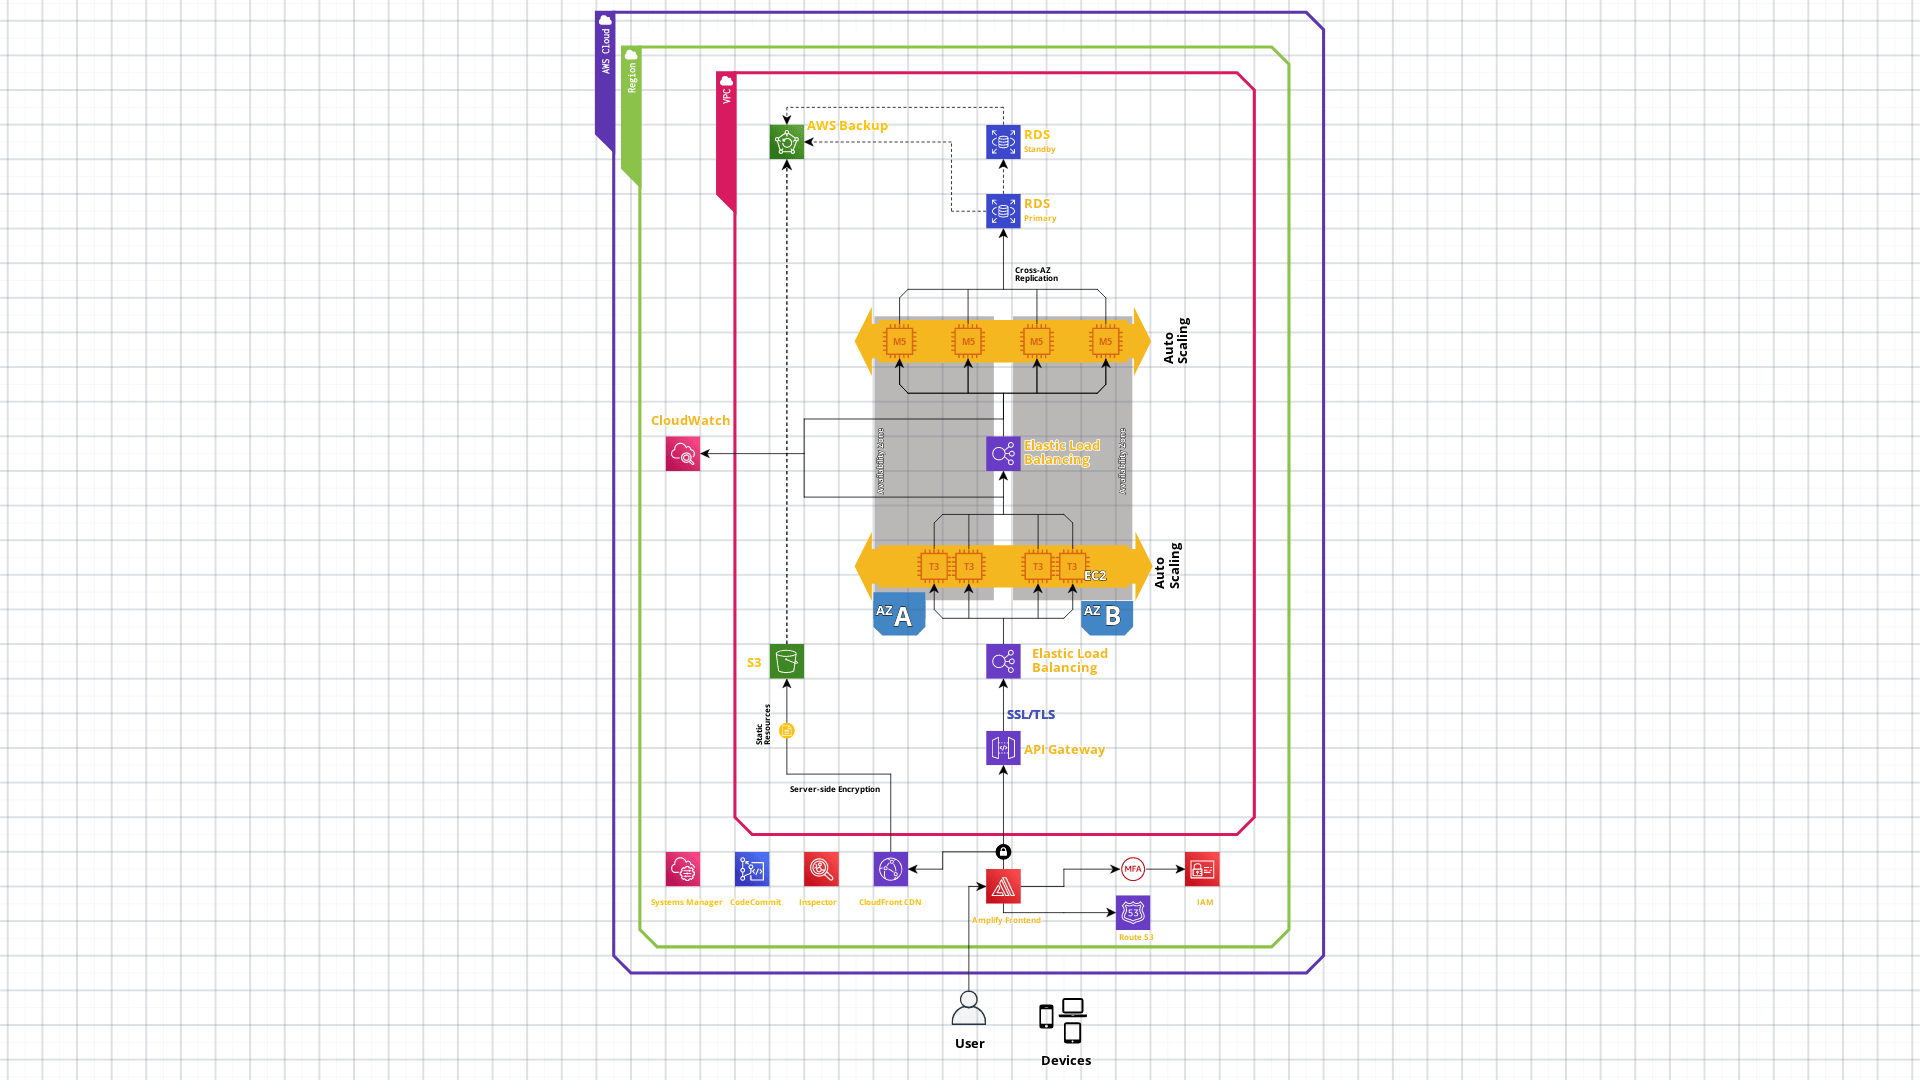 AWS Cloud
Region
VPC
AWS Backup
RDS
Standby
RDS
Primary
Cross-AZ
Replication
M5
M5
M5
M5
Auto
Scaling
CloudWatch
Availability Zone
Elastic Load
Balancing
Availability Zone
T3
T3
T3
T3
EC2
Auto
Scaling
AZ A
AZ B
S3
Elastic Load
Balancing
Static
Resources
SSL/TLS
API Gateway
Server-side Encryption
MFA
Systems Manager
CodeCommit
Inspector
CloudFront CDN
IAM
53
Amplify Frontend
Route 53
User
Devices